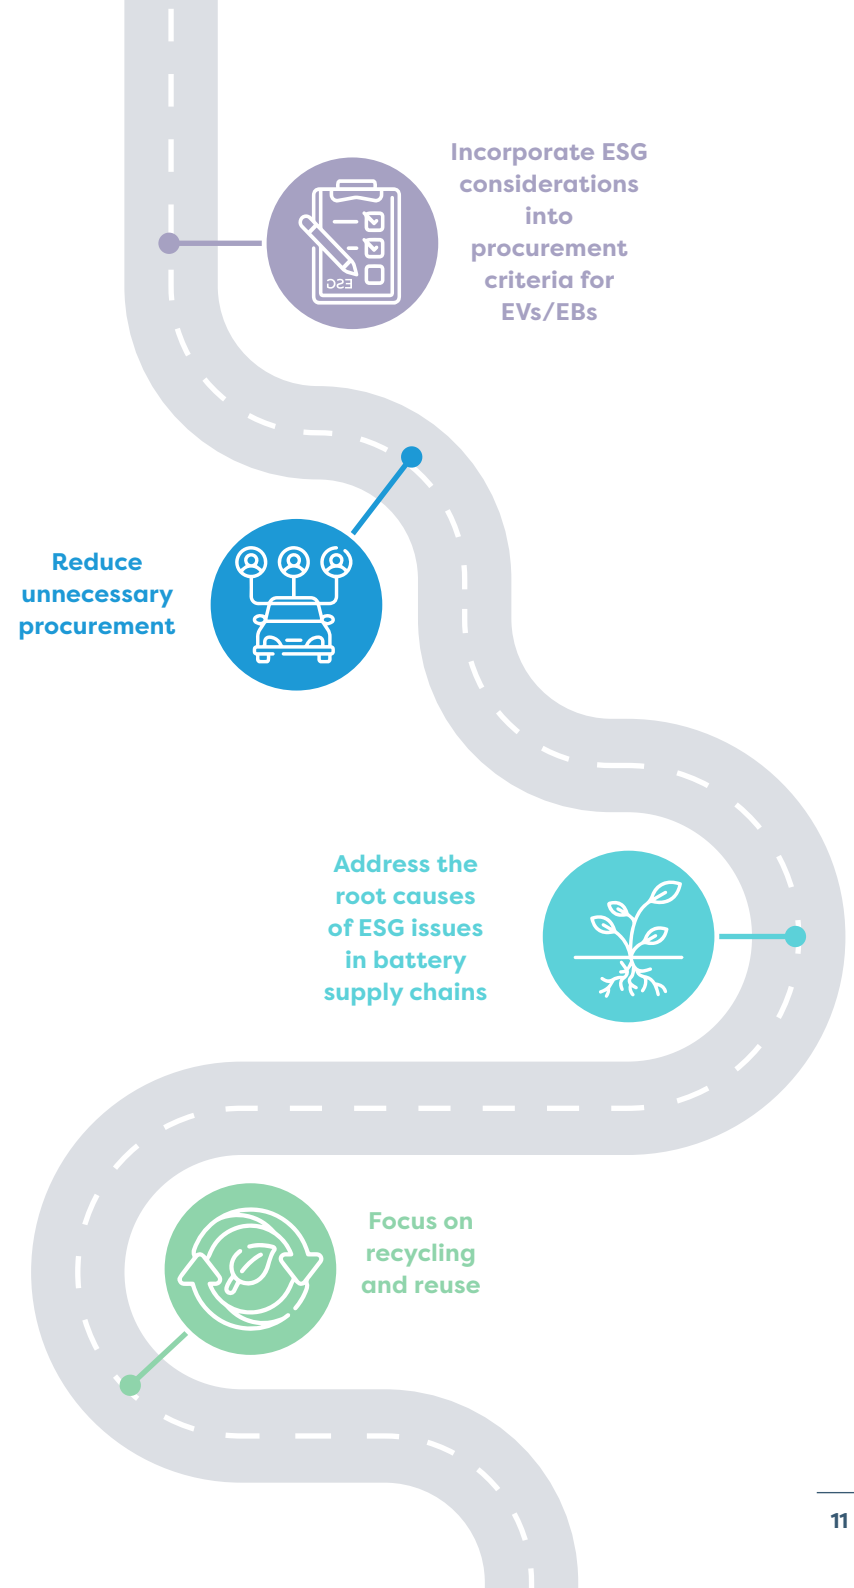 Incorporate ESG
considerations
into
procurement
criteria for
EVs/EBs
ESG
Reduce
unnecessary
procurement
Address the
root causes
of ESG issues
in battery
supply chains
Focus on
recycling
and reuse
11